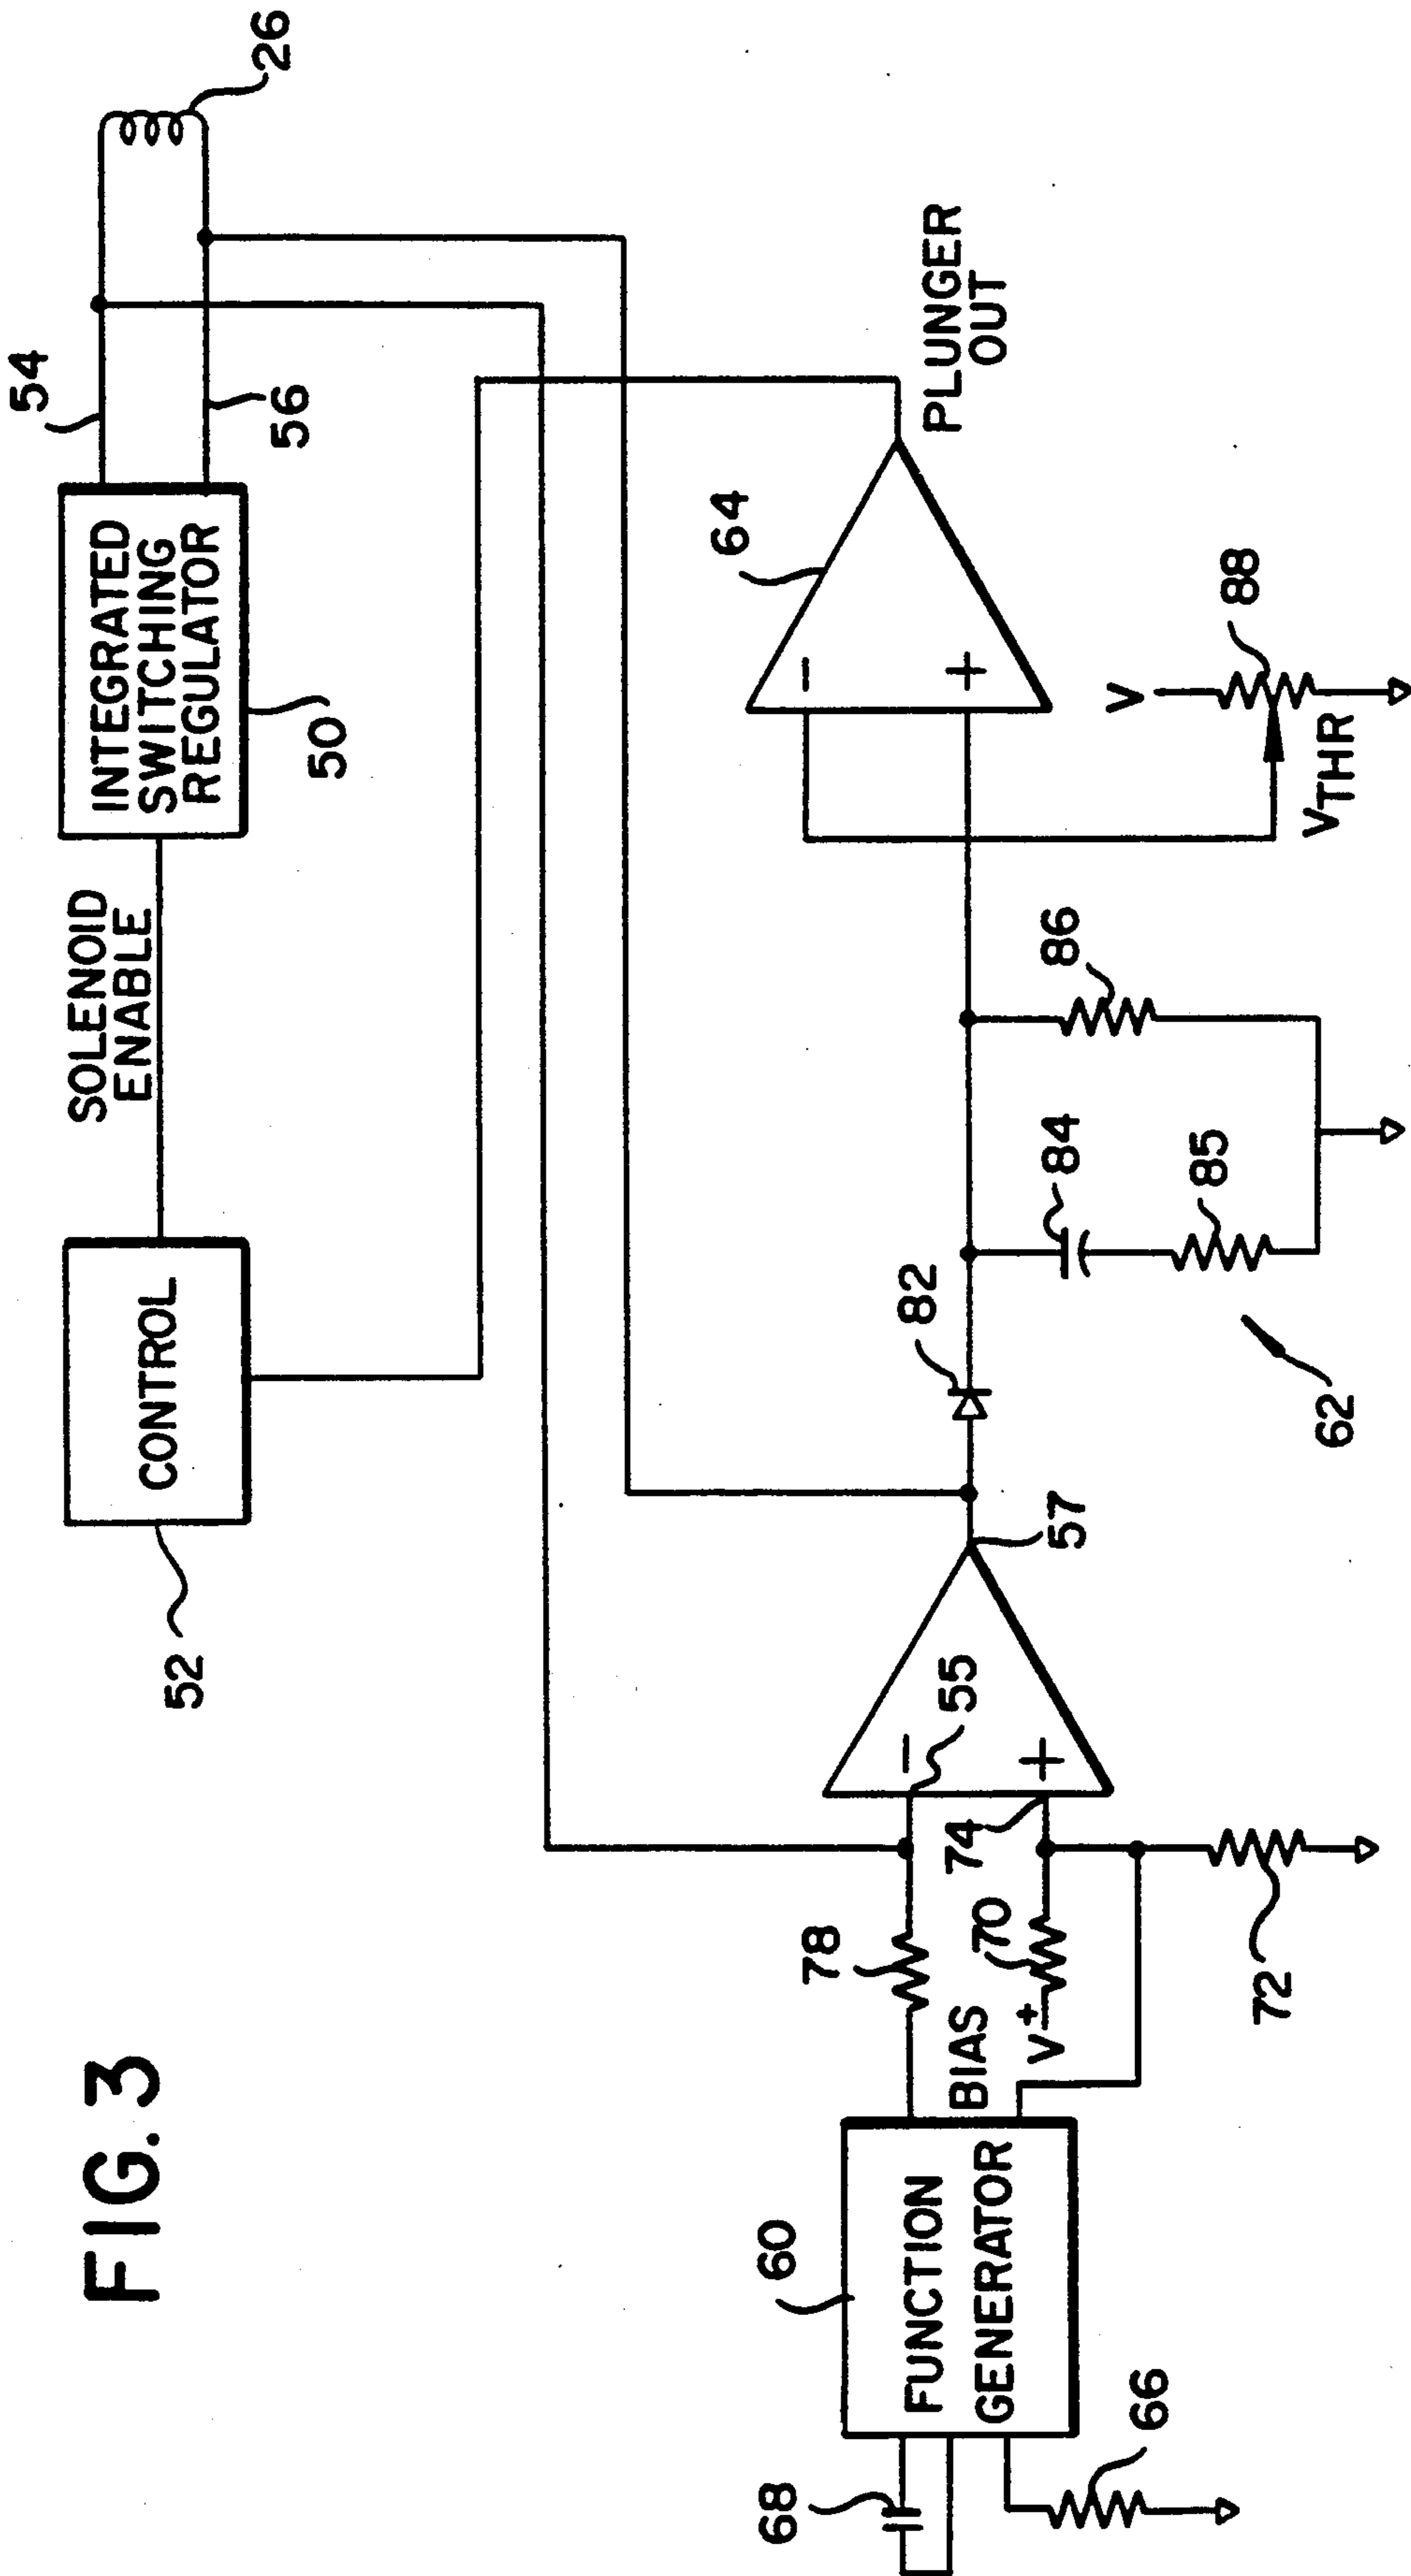 FIG. 3
52
CONTROL
SOLENOID
ENABLE
INTEGRATED
SWITCHING
REGULATOR
50
54
56
26
60
FUNCTION
GENERATOR
68
66
78
BIAS
V+
70
72
74
55
−
+
57
82
84
85
86
62
64
−
+
PLUNGER
OUT
V
88
VTHR